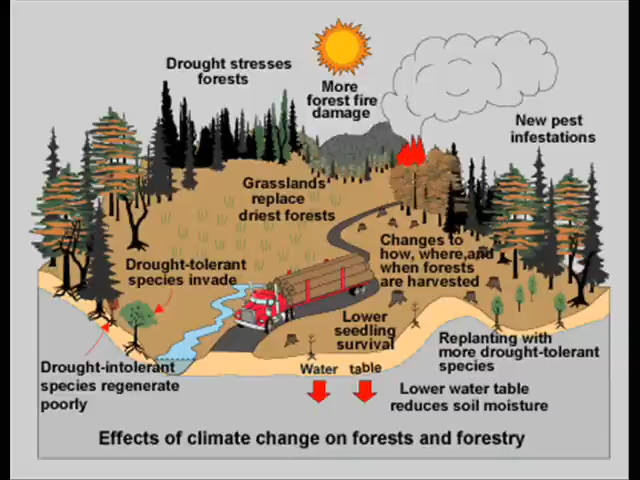 Drought stresses
forests
More
forest fire
damage
New pest
infestations
Grasslands
replace
driest forests
Changes to
how, where,and
when forests
are harvested
Drought-tolerant
species invade
Lower
seedling
survival
Replanting with
more drought-tolerant
species
Drought-intolerant
species regenerate
poorly
Water table
Lower water table
reduces soil moisture
Effects of climate change on forests and forestry